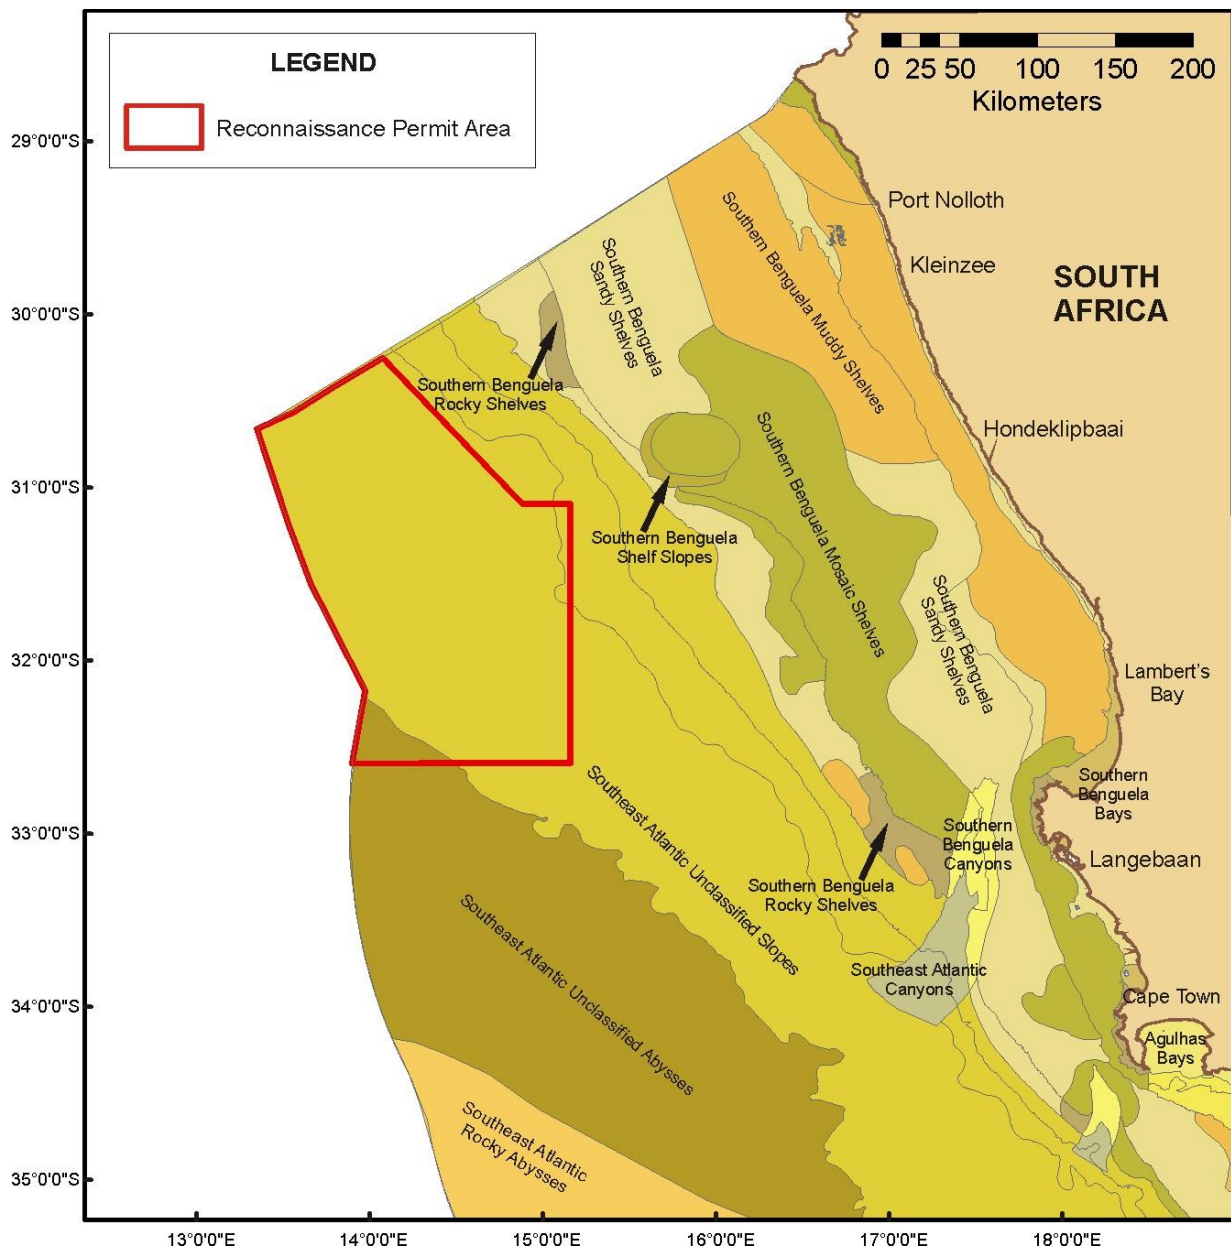 LEGEND
Reconnaissance Permit Area
0 25 50 100 150 200
Kilometers
29°0'0"S
30°0'0"S
31°0'0"S
32°0'0"S
33°0'0"S
34°0'0"S
35°0'0"S
Port Nolloth
Kleinzee
SOUTH
AFRICA
Hondeklipbaai
Lambert's
Bay
Langebaan
Cape Town
Southern Benguela
Sandy Shelves
Southern Benguela Muddy Shelves
Southern Benguela
Rocky Shelves
Southern Benguela
Shelf Slopes
Southern Benguela Mosaic Shelves
Southern Benguela
Sandy Shelves
Southern
Benguela
Bays
Southern
Benguela
Canyons
Southern Benguela
Rocky Shelves
Southeast Atlantic Unclassified Slopes
Southeast Atlantic
Canyons
Southeast Atlantic Unclassified Abysses
Agulhas
Bays
Southeast Atlantic
Rocky Abysses
13°0'0"E
14°0'0"E
15°0'0"E
16°0'0"E
17°0'0"E
18°0'0"E